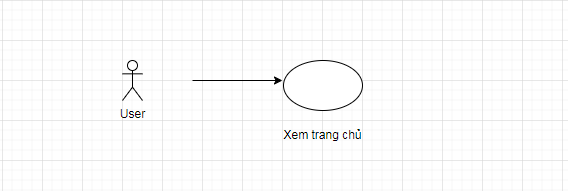 User
Xem trang chủ